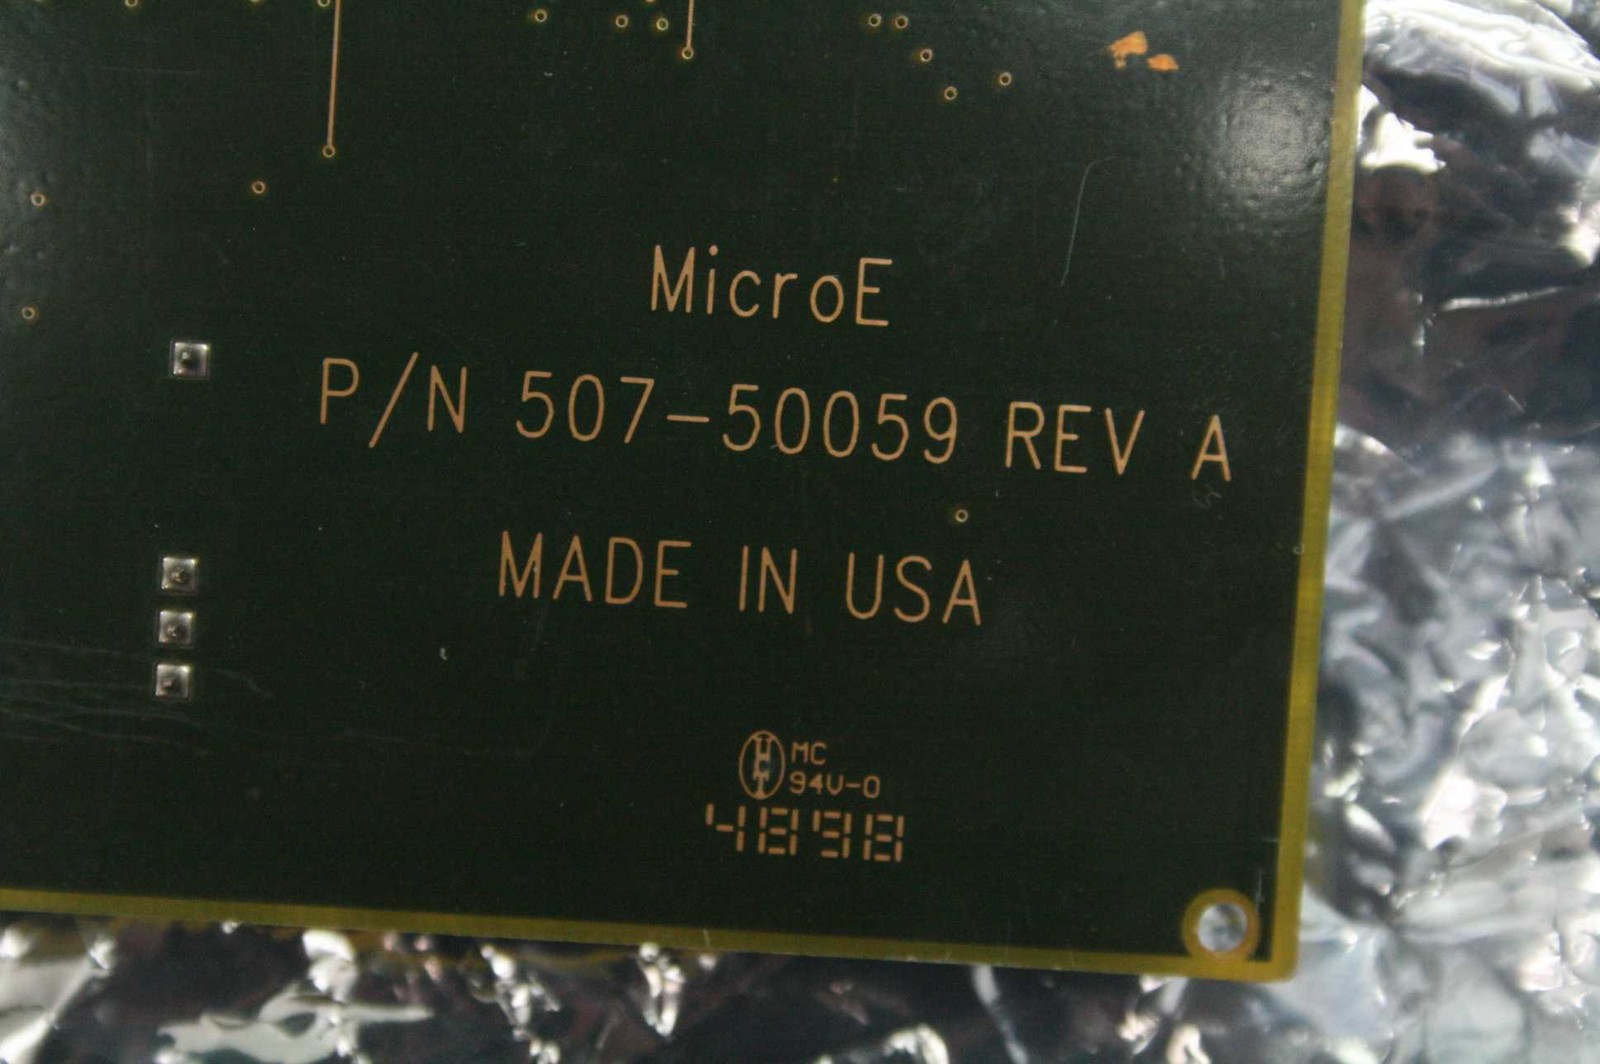 MicroE
P/N 507-50059 REV A
MADE IN USA
MC
94V-0
4898